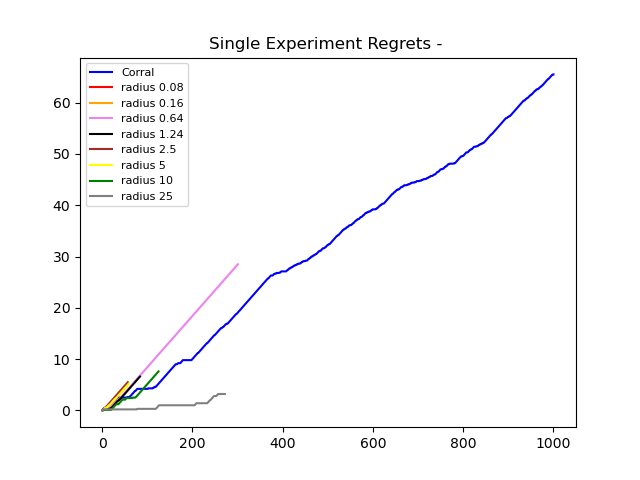 Single Experiment Regrets -
Corral
radius 0.08
radius 0.16
radius 0.64
radius 1.24
radius 2.5
radius 5
radius 10
radius 25
60
50
40
30
20
10
0
0 200 400 600 800 1000